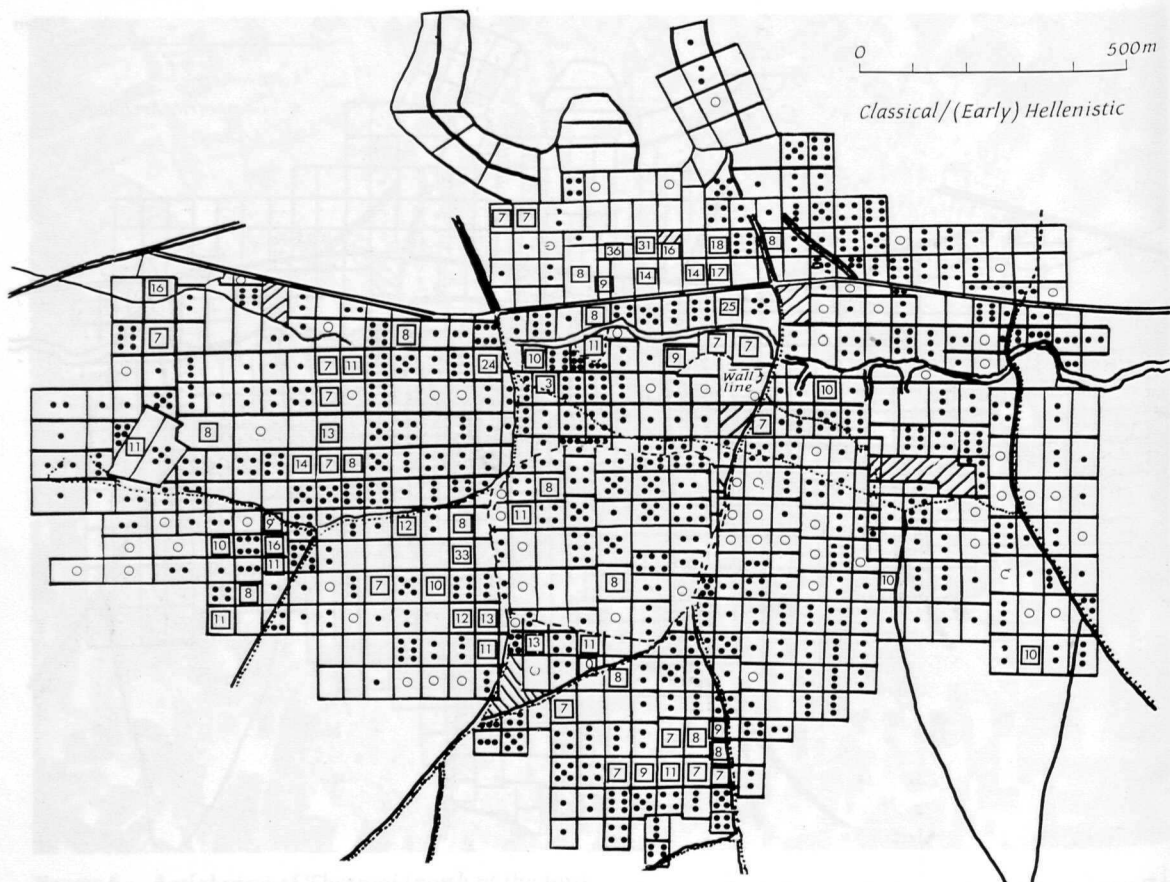 0 500m
Classical/(Early) Hellenistic
7 7
36 31 16 18 8
8 9 14 14 17
16
8 25
7 8 11 7 7
7 11 24 10 9
7 3 10
Wall
line
11 8 13 7
14 7 8
8
9 12 8 11
10 16
11 33
8 7 10 8 10
11 12 13
11 13 11
9 8 10
7
7 8 9
8
7 9 11 7 7